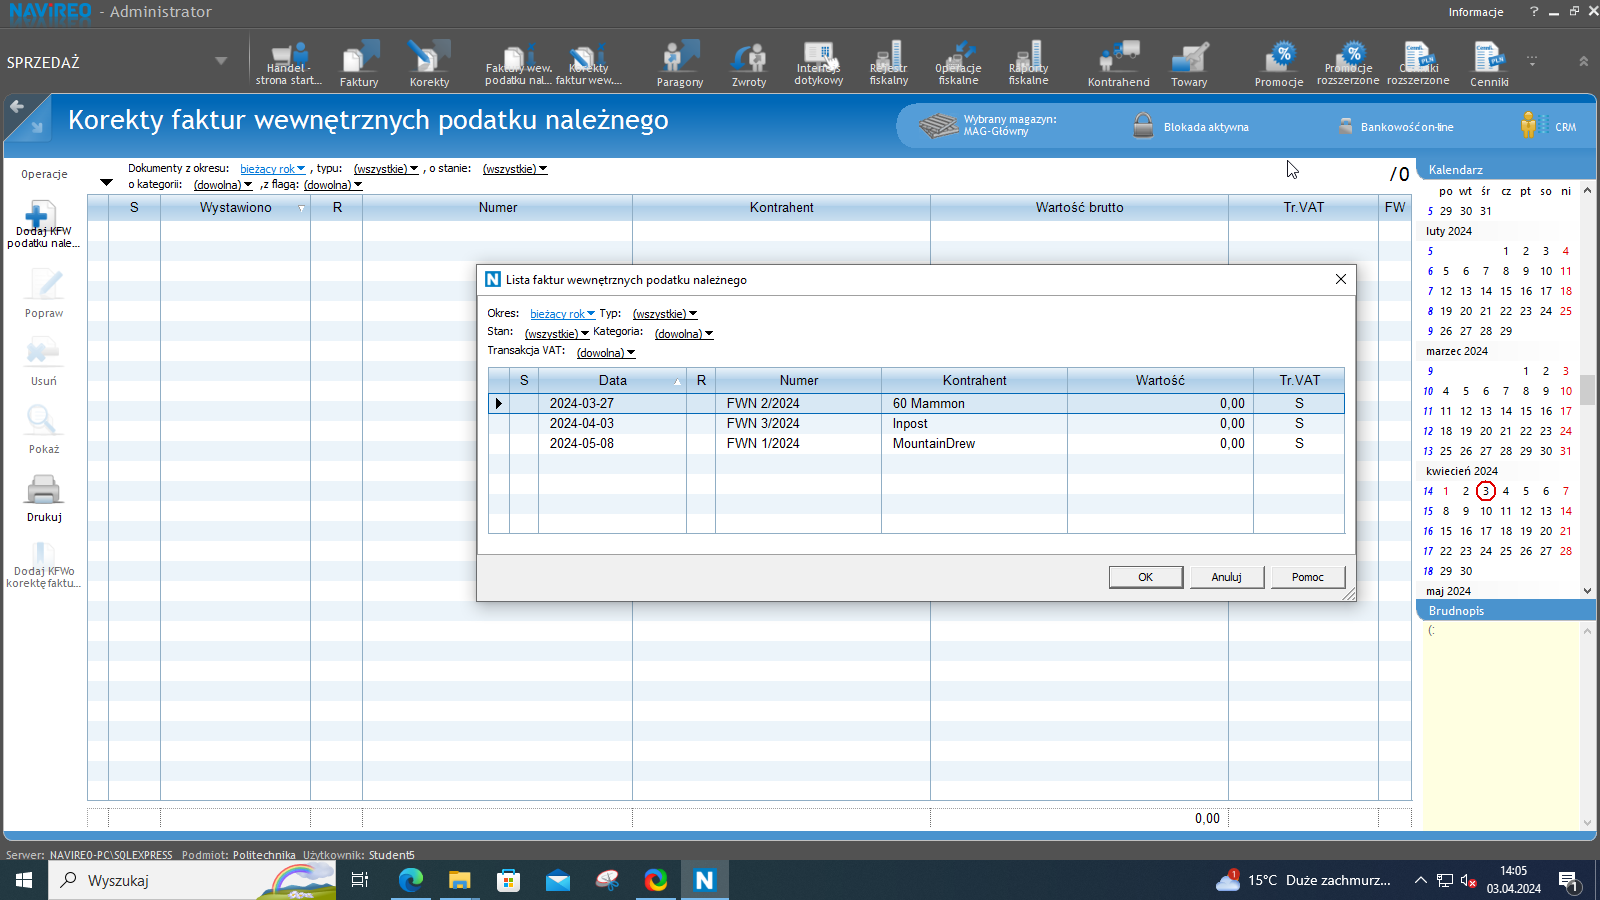 NAVIREO - Administrator
Informacje ?
SPRZEDAŻ
Handel - strona start...
Faktury
Korekty
Faktury wew. podatku nal...
Korekty faktur wew....
Paragony
Zwroty
Intensjs dotykowy
Rejestr fiskalny
Operacje fiskalne
Raporty fiskalne
Kontrahenci
Towary
Promocje
Promocje rozszerzone
Cenniki rozszerzone
Cenniki
Korekty faktur wewnętrznych podatku należnego
Wybrany magazyn:
MAG-Główny
Blokada aktywna
Bankowość on-line
CRM
Operacje
Dodaj KFW
podatku nale...
Popraw
Usuń
Pokaż
Drukuj
Dodaj KFWo
korektę faktu...
Dokumenty z okresu: bieżący rok , typu: (wszystkie) , o stanie: (wszystkie)
o kategorii: (dowolna) ,z flagą: (dowolna)
/0
S Wystawiono R Numer Kontrahent Wartość brutto Tr.VAT FW
Lista faktur wewnętrznych podatku należnego
Okres: bieżący rok Typ: (wszystkie)
Stan: (wszystkie) Kategoria: (dowolna)
Transakcja VAT: (dowolna)
S Data R Numer Kontrahent Wartość Tr.VAT
2024-03-27 FWN 2/2024 60 Mammon 0,00 S
2024-04-03 FWN 3/2024 Inpost 0,00 S
2024-05-08 FWN 1/2024 MountainDrew 0,00 S
OK Anuluj Pomoc
0,00
Kalendarz
po wt śr cz pt so ni
5 29 30 31
luty 2024
5 1 2 3 4
6 5 6 7 8 9 10 11
7 12 13 14 15 16 17 18
8 19 20 21 22 23 24 25
9 26 27 28 29
marzec 2024
9 1 2 3
10 4 5 6 7 8 9 10
11 11 12 13 14 15 16 17
12 18 19 20 21 22 23 24
13 25 26 27 28 29 30 31
kwiecień 2024
14 1 2 3 4 5 6 7
15 8 9 10 11 12 13 14
16 15 16 17 18 19 20 21
17 22 23 24 25 26 27 28
18 29 30
maj 2024
Brudnopis
(:
Serwer: NAVIREO-PC\SQLEXPRESS Podmiot: Politechnika Użytkownik: Student5
Wyszukaj
1
15°C Duże zachmurz...
14:05
03.04.2024
1